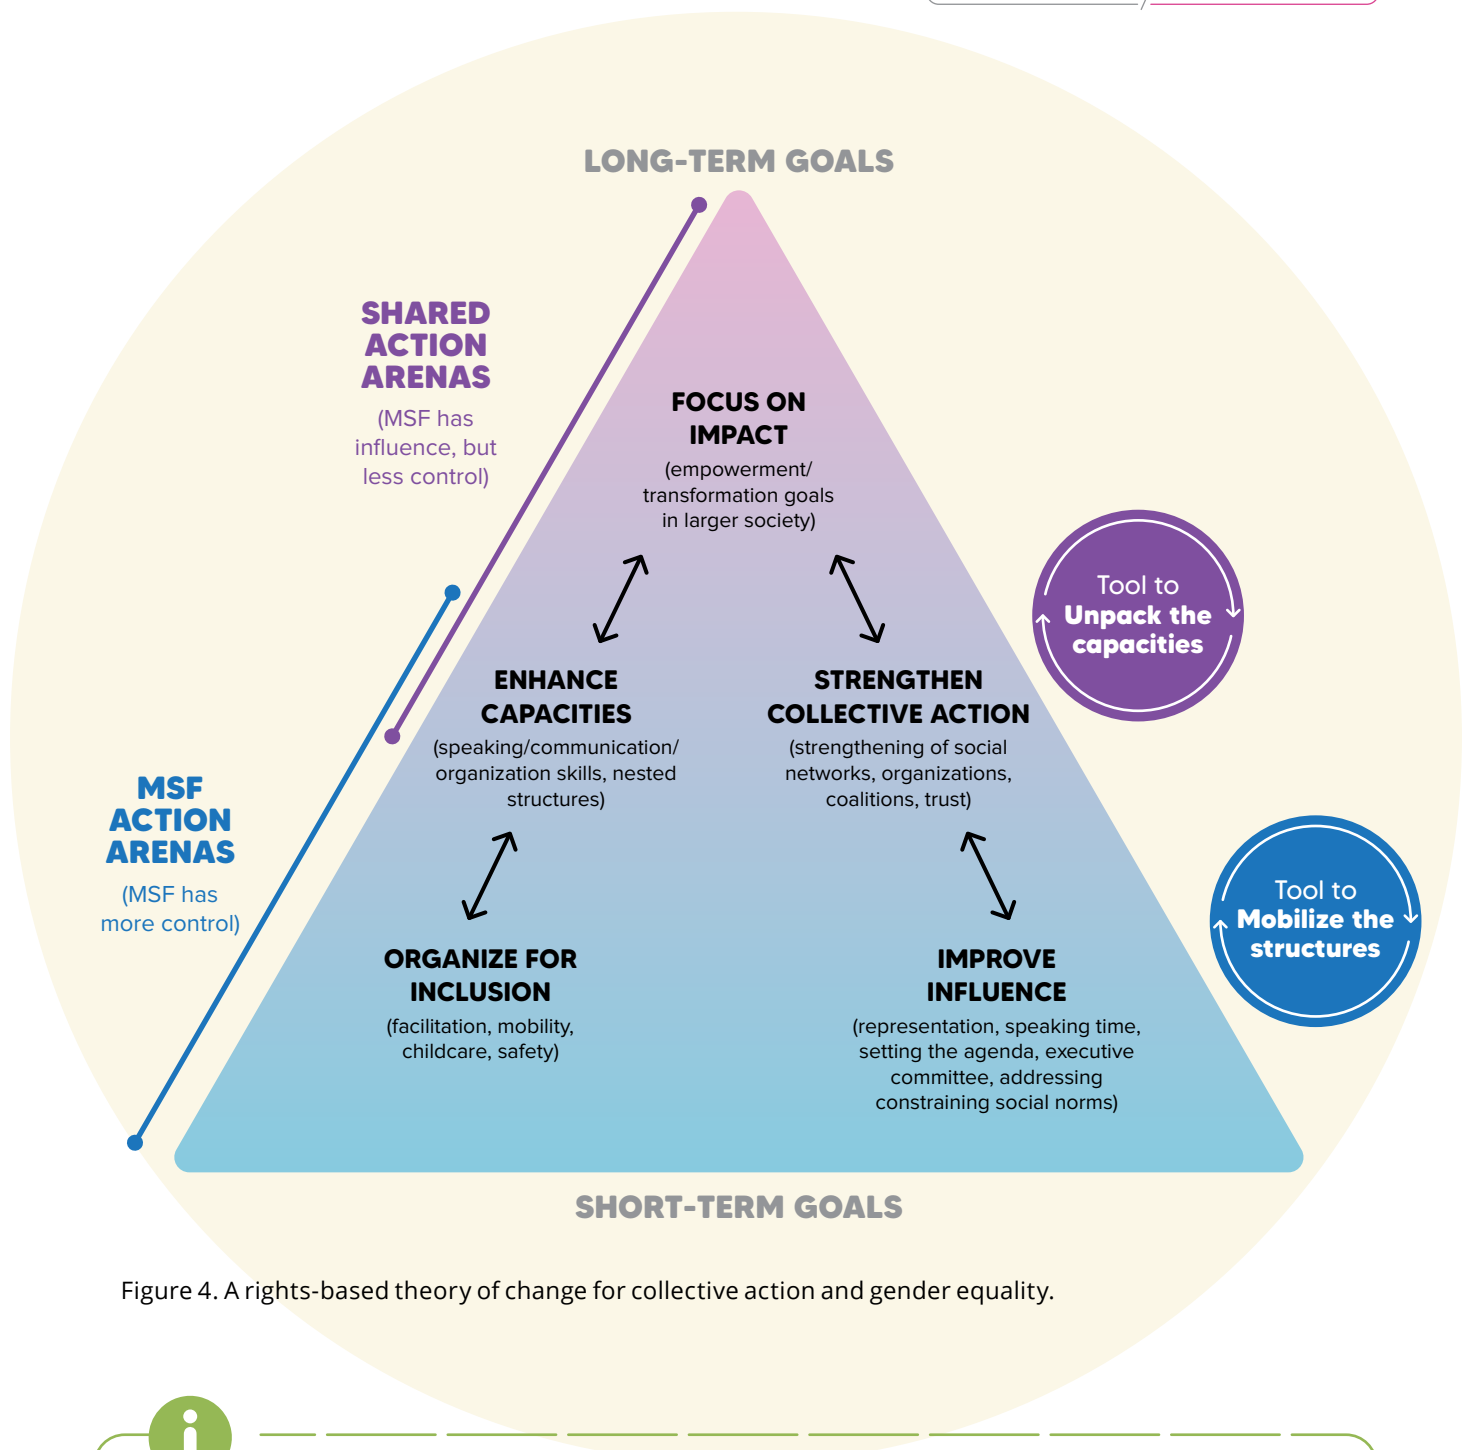 LONG-TERM GOALS
SHARED
ACTION
ARENAS
(MSF has
influence, but
less control)
FOCUS ON
IMPACT
(empowerment/
transformation goals
in larger society)
Tool to
Unpack the
capacities
ENHANCE
CAPACITIES
(speaking/communication/
organization skills, nested
structures)
STRENGTHEN
COLLECTIVE ACTION
(strengthening of social
networks, organizations,
coalitions, trust)
MSF
ACTION
ARENAS
(MSF has
more control)
Tool to
Mobilize the
structures
ORGANIZE FOR
INCLUSION
(facilitation, mobility,
childcare, safety)
IMPROVE
INFLUENCE
(representation, speaking time,
setting the agenda, executive
committee, addressing
constraining social norms)
SHORT-TERM GOALS
Figure 4. A rights-based theory of change for collective action and gender equality.